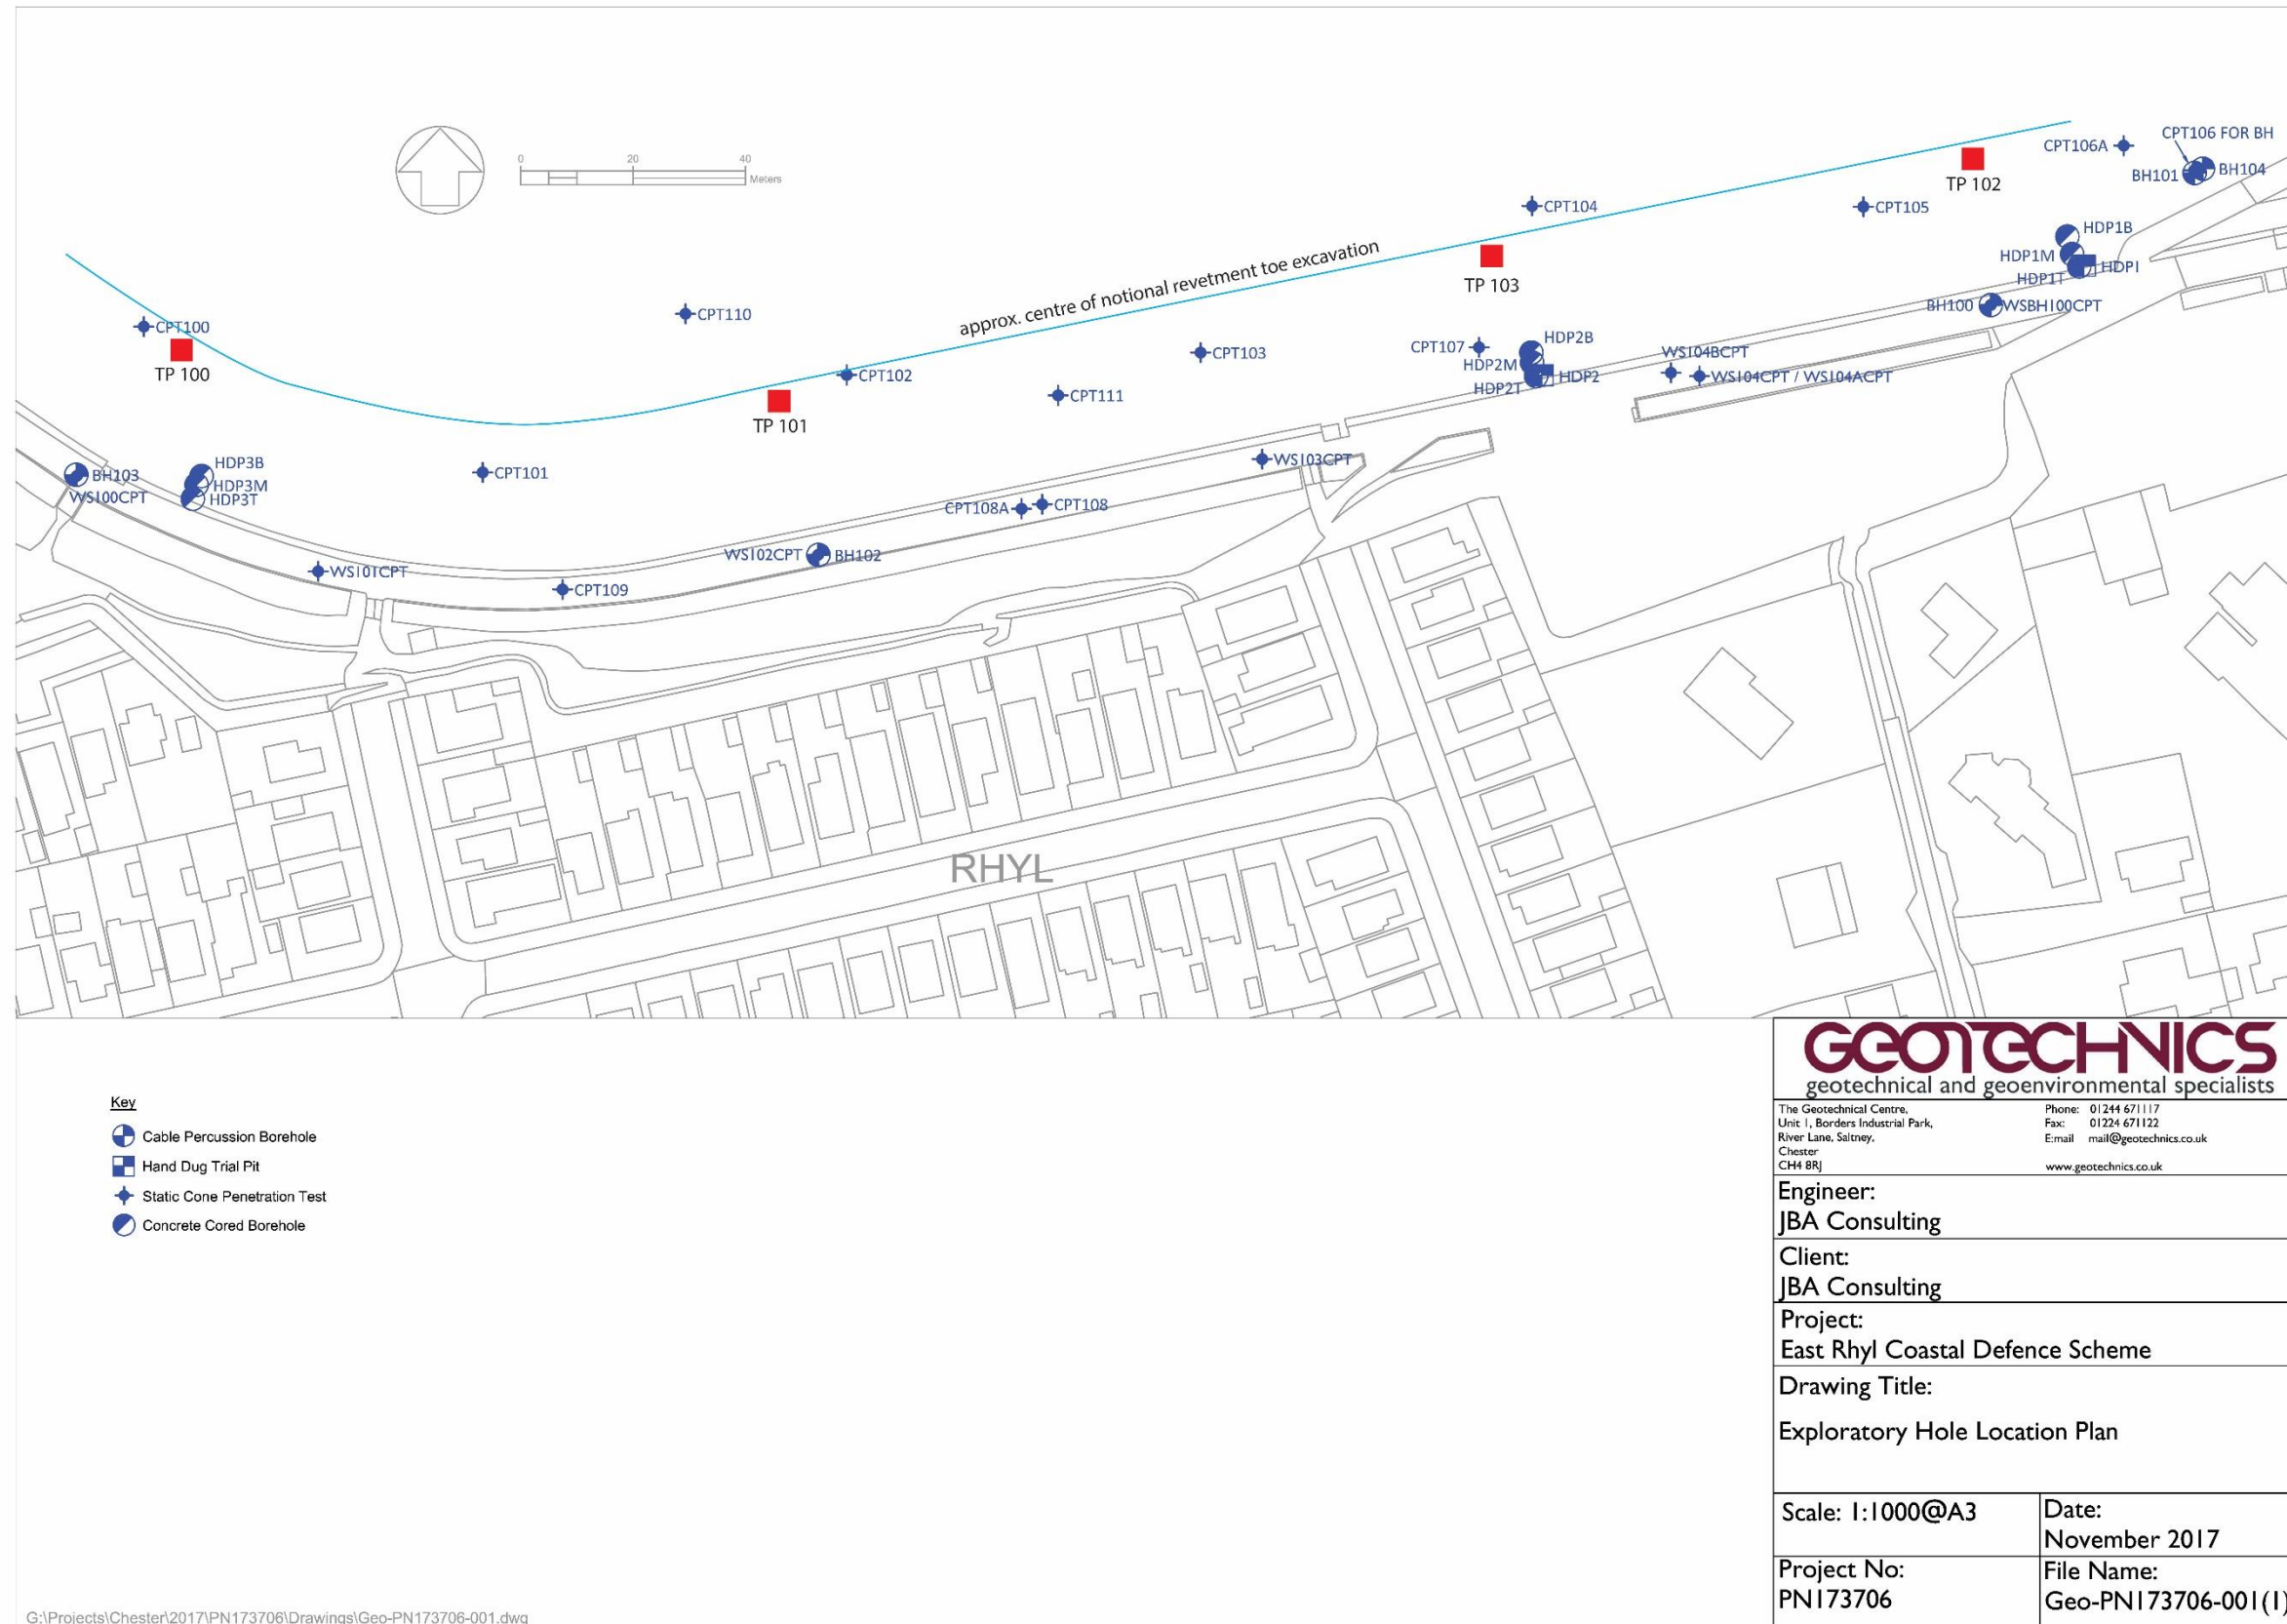 0 20 40
Meters
CPT106A
CPT106 FOR BH
BH101
BH104
TP 102
CPT104
CPT105
HDP1B
HDP1M
HDP1T
HDP1
approx. centre of notional revetment toe excavation
TP 103
BH100
WSBH100CPT
CPT110
CPT100
TP 100
CPT103
CPT107
HDP2B
HDP2M
HDP2
HDP2T
WS104BCPT
WS104CPT / WS104ACPT
CPT102
CPT111
TP 101
BH103
WS100CPT
HDP3B
HDP3M
HDP3T
CPT101
WS103CPT
CPT108A
CPT108
WS102CPT
BH102
WS101CPT
CPT109
RHYL
Key
Cable Percussion Borehole
Hand Dug Trial Pit
Static Cone Penetration Test
Concrete Cored Borehole
GEOTECHNICS
geotechnical and geoenvironmental specialists
The Geotechnical Centre,
Unit 1, Borders Industrial Park,
River Lane, Saltney,
Chester
CH4 8RJ
Phone: 01244 671117
Fax: 01224 671122
E:mail mail@geotechnics.co.uk
www.geotechnics.co.uk
Engineer:
JBA Consulting
Client:
JBA Consulting
Project:
East Rhyl Coastal Defence Scheme
Drawing Title:
Exploratory Hole Location Plan
Scale: 1:1000@A3
Date:
November 2017
Project No:
PN173706
File Name:
Geo-PN173706-001(1)
G:\Projects\Chester\2017\PN173706\Drawings\Geo-PN173706-001.dwg